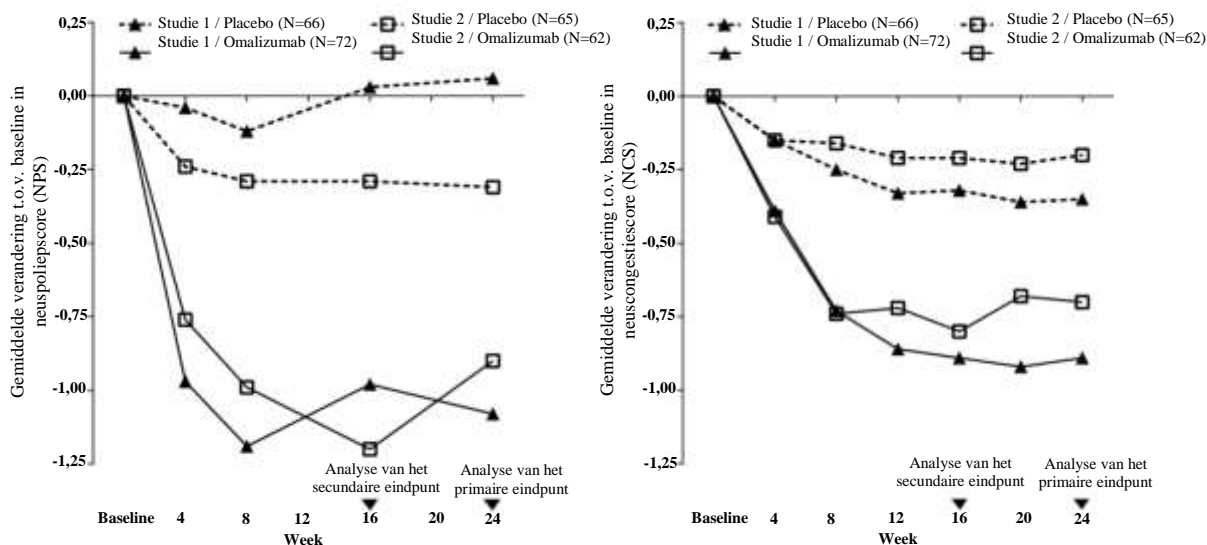 Studie 1 / Placebo (N=66)
Studie 2 / Placebo (N=65)
Studie 1 / Omalizumab (N=72)
Studie 2 / Omalizumab (N=62)
Gemiddelde verandering t.o.v. baseline in
neuspoliepscore (NPS)
0,25
0,00
-0,25
-0,50
-0,75
-1,00
-1,25
Analyse van het
secundaire eindpunt
Analyse van het
primaire eindpunt
Baseline 4 8 12 16 20 24
Week
Studie 1 / Placebo (N=66)
Studie 2 / Placebo (N=65)
Studie 1 / Omalizumab (N=72)
Studie 2 / Omalizumab (N=62)
Gemiddelde verandering t.o.v. baseline in
neuscongestiescore (NCS)
0,25
0,00
-0,25
-0,50
-0,75
-1,00
-1,25
Analyse van het
secundaire eindpunt
Analyse van het
primaire eindpunt
Baseline 4 8 12 16 20 24
Week